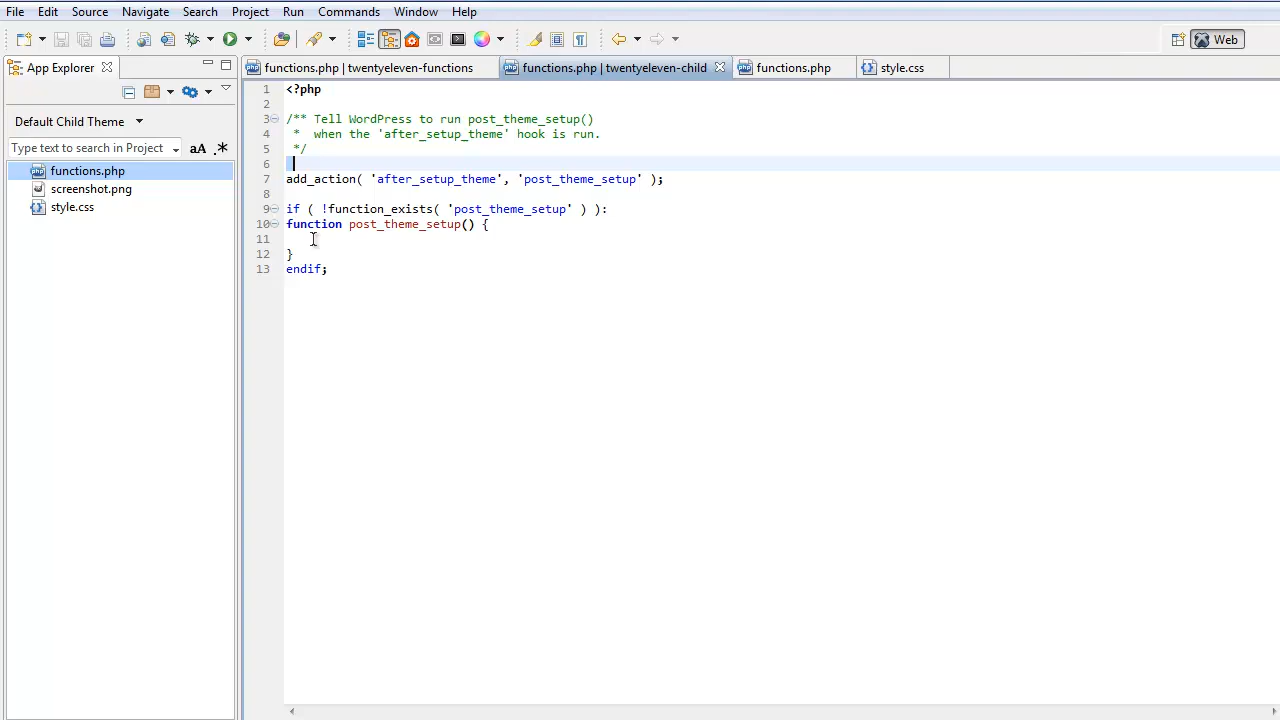 File Edit Source Navigate Search Project Run Commands Window Help
Web
App Explorer
functions.php | twentyeleven-functions
functions.php | twentyeleven-child
functions.php
style.css
Default Child Theme
Type text to search in Project
aA .*
functions.php
screenshot.png
style.css
1 <?php
2
3 /** Tell WordPress to run post_theme_setup()
4 * when the 'after_setup_theme' hook is run.
5 */
6
7 add_action( 'after_setup_theme', 'post_theme_setup' );
8
9 if ( !function_exists( 'post_theme_setup' ) ):
10 function post_theme_setup() {
11
12 }
13 endif;